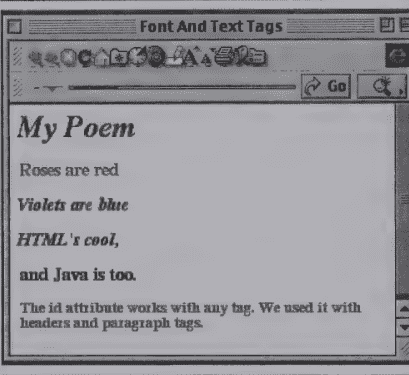 Font And Text Tags
Go
My Poem
Roses are red
Violets are blue
HTML's cool,
and Java is too.
The id attribute works with any tag. We used it with
headers and paragraph tags.